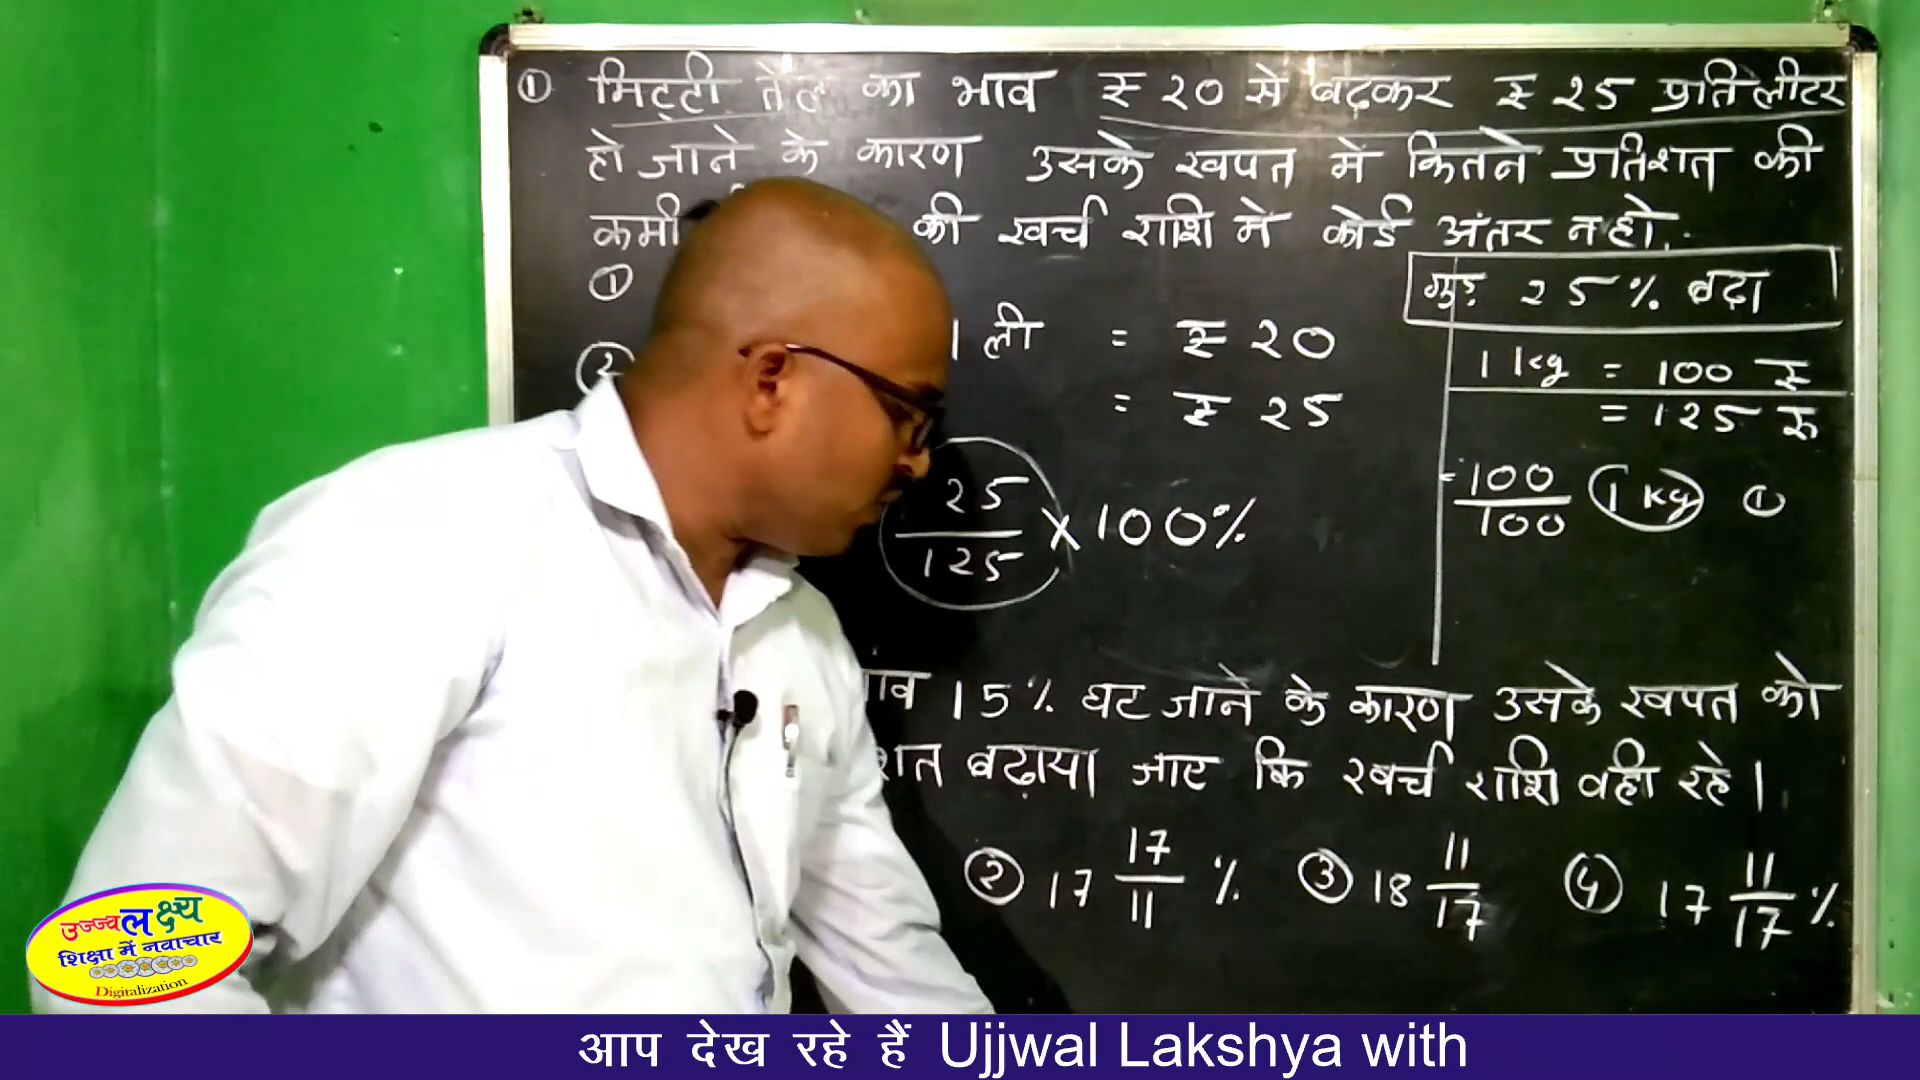 ① मिट्टी तेल का भाव रु 20 से बढ़कर रु 25 प्रति लीटर
हो जाने के कारण उसके खपत में कितने प्रतिशत की
कमी की खर्च राशि में कोई अंतर न हो.
①
②
1 ली = रु 20
= रु 25
25/125 × 100%
गुड़ 25% बढ़ा
1 kg = 100 रु
= 125 रु
= 100/100 1 kg ①
15% घट जाने के कारण उसके खपत को
बढ़ाया जाए कि खर्च राशि वही रहे।
② 17 17/11 % ③ 18 11/17 ④ 17 11/17 %
उज्ज्वल लक्ष्य
शिक्षा में नवाचार
Digitalization
आप देख रहे हैं Ujjwal Lakshya with